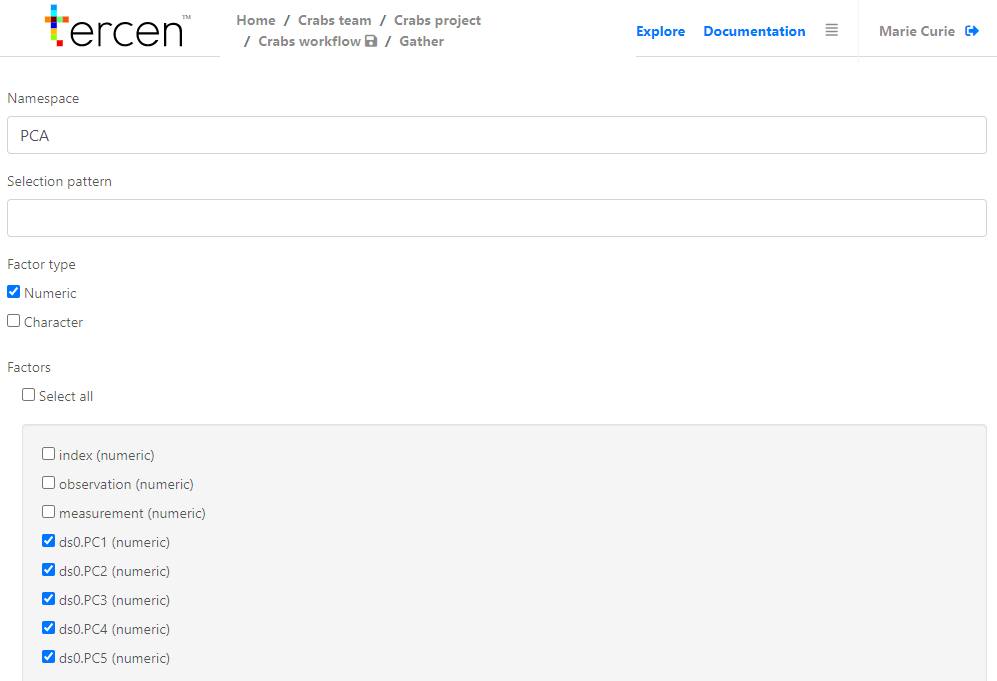 tercen™
Home / Crabs team / Crabs project
/ Crabs workflow / Gather
Explore Documentation Marie Curie
Namespace
PCA
Selection pattern
Factor type
Numeric
Character
Factors
Select all
index (numeric)
observation (numeric)
measurement (numeric)
ds0.PC1 (numeric)
ds0.PC2 (numeric)
ds0.PC3 (numeric)
ds0.PC4 (numeric)
ds0.PC5 (numeric)